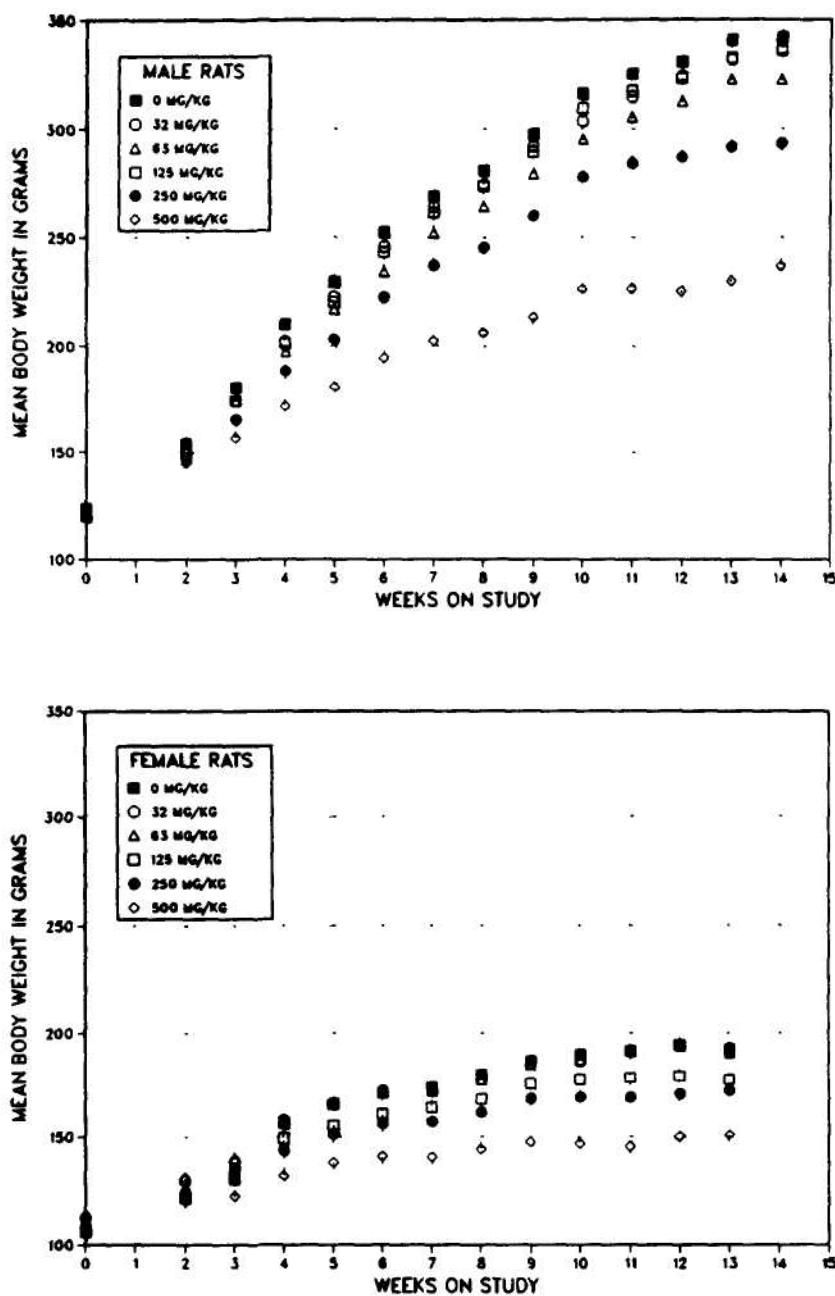 350
300
250
200
150
100
MEAN BODY WEIGHT IN GRAMS
MALE RATS
0 MG/KG
32 MG/KG
63 MG/KG
125 MG/KG
250 MG/KG
500 MG/KG
0 1 2 3 4 5 6 7 8 9 10 11 12 13 14 15
WEEKS ON STUDY
350
300
250
200
150
100
MEAN BODY WEIGHT IN GRAMS
FEMALE RATS
0 MG/KG
32 MG/KG
63 MG/KG
125 MG/KG
250 MG/KG
500 MG/KG
0 1 2 3 4 5 6 7 8 9 10 11 12 13 14 15
WEEKS ON STUDY